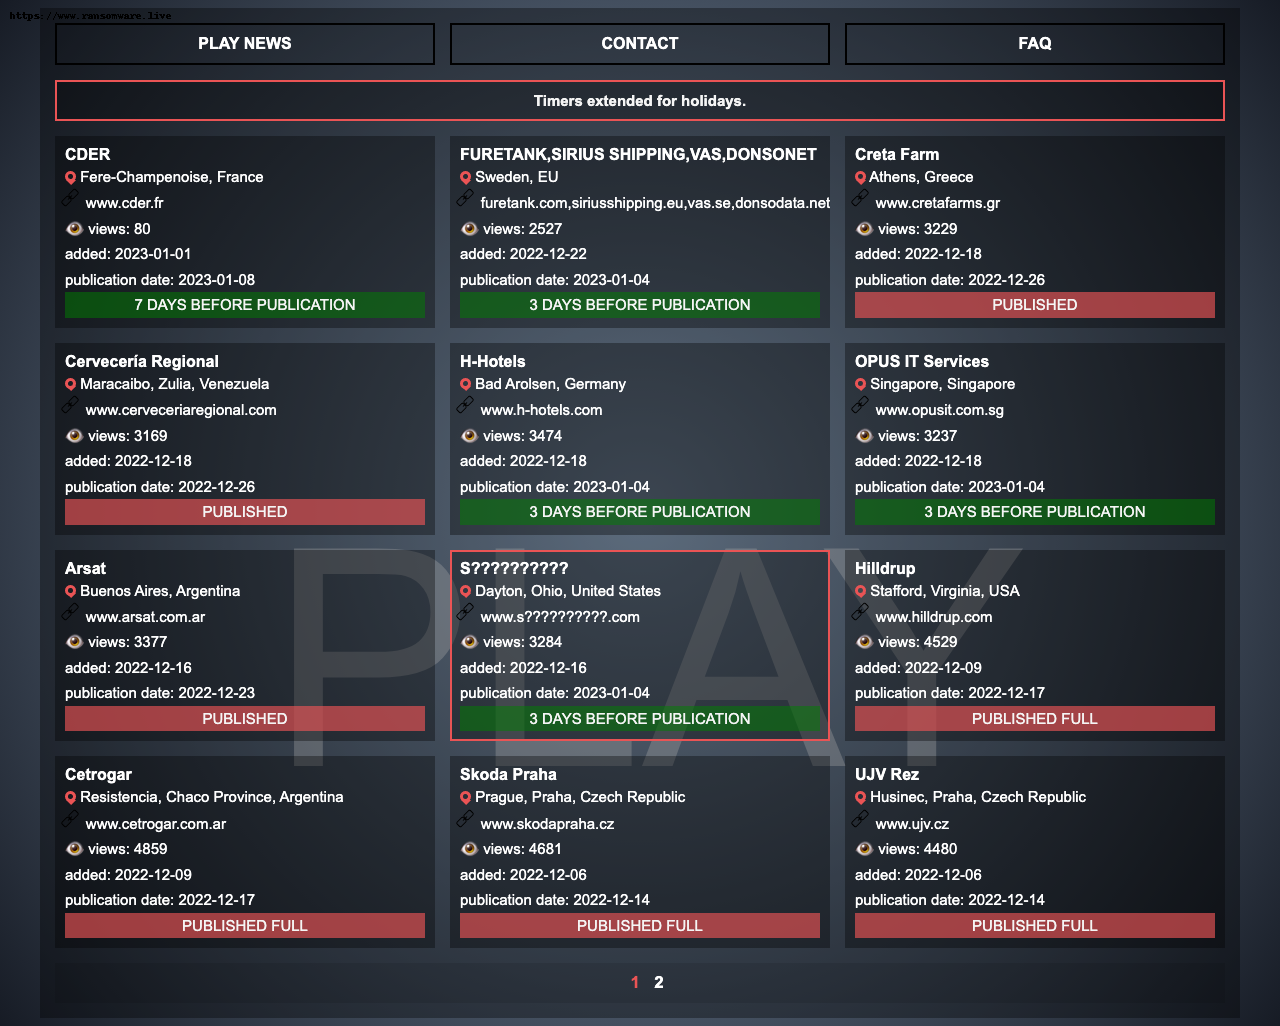 https://www.ransomware.live
PLAY NEWS
CONTACT
FAQ
Timers extended for holidays.
CDER
Fere-Champenoise, France
www.cder.fr
views: 80
added: 2023-01-01
publication date: 2023-01-08
7 DAYS BEFORE PUBLICATION
FURETANK,SIRIUS SHIPPING,VAS,DONSONET
Sweden, EU
furetank.com,siriusshipping.eu,vas.se,donsodata.net
views: 2527
added: 2022-12-22
publication date: 2023-01-04
3 DAYS BEFORE PUBLICATION
Creta Farm
Athens, Greece
www.cretafarms.gr
views: 3229
added: 2022-12-18
publication date: 2022-12-26
PUBLISHED
Cervecería Regional
Maracaibo, Zulia, Venezuela
www.cerveceriaregional.com
views: 3169
added: 2022-12-18
publication date: 2022-12-26
PUBLISHED
H-Hotels
Bad Arolsen, Germany
www.h-hotels.com
views: 3474
added: 2022-12-18
publication date: 2023-01-04
3 DAYS BEFORE PUBLICATION
OPUS IT Services
Singapore, Singapore
www.opusit.com.sg
views: 3237
added: 2022-12-18
publication date: 2023-01-04
3 DAYS BEFORE PUBLICATION
Arsat
Buenos Aires, Argentina
www.arsat.com.ar
views: 3377
added: 2022-12-16
publication date: 2022-12-23
PUBLISHED
S??????????
Dayton, Ohio, United States
www.s??????????.com
views: 3284
added: 2022-12-16
publication date: 2023-01-04
3 DAYS BEFORE PUBLICATION
Hilldrup
Stafford, Virginia, USA
www.hilldrup.com
views: 4529
added: 2022-12-09
publication date: 2022-12-17
PUBLISHED FULL
PLAY
Cetrogar
Resistencia, Chaco Province, Argentina
www.cetrogar.com.ar
views: 4859
added: 2022-12-09
publication date: 2022-12-17
PUBLISHED FULL
Skoda Praha
Prague, Praha, Czech Republic
www.skodapraha.cz
views: 4681
added: 2022-12-06
publication date: 2022-12-14
PUBLISHED FULL
UJV Rez
Husinec, Praha, Czech Republic
www.ujv.cz
views: 4480
added: 2022-12-06
publication date: 2022-12-14
PUBLISHED FULL
1 2